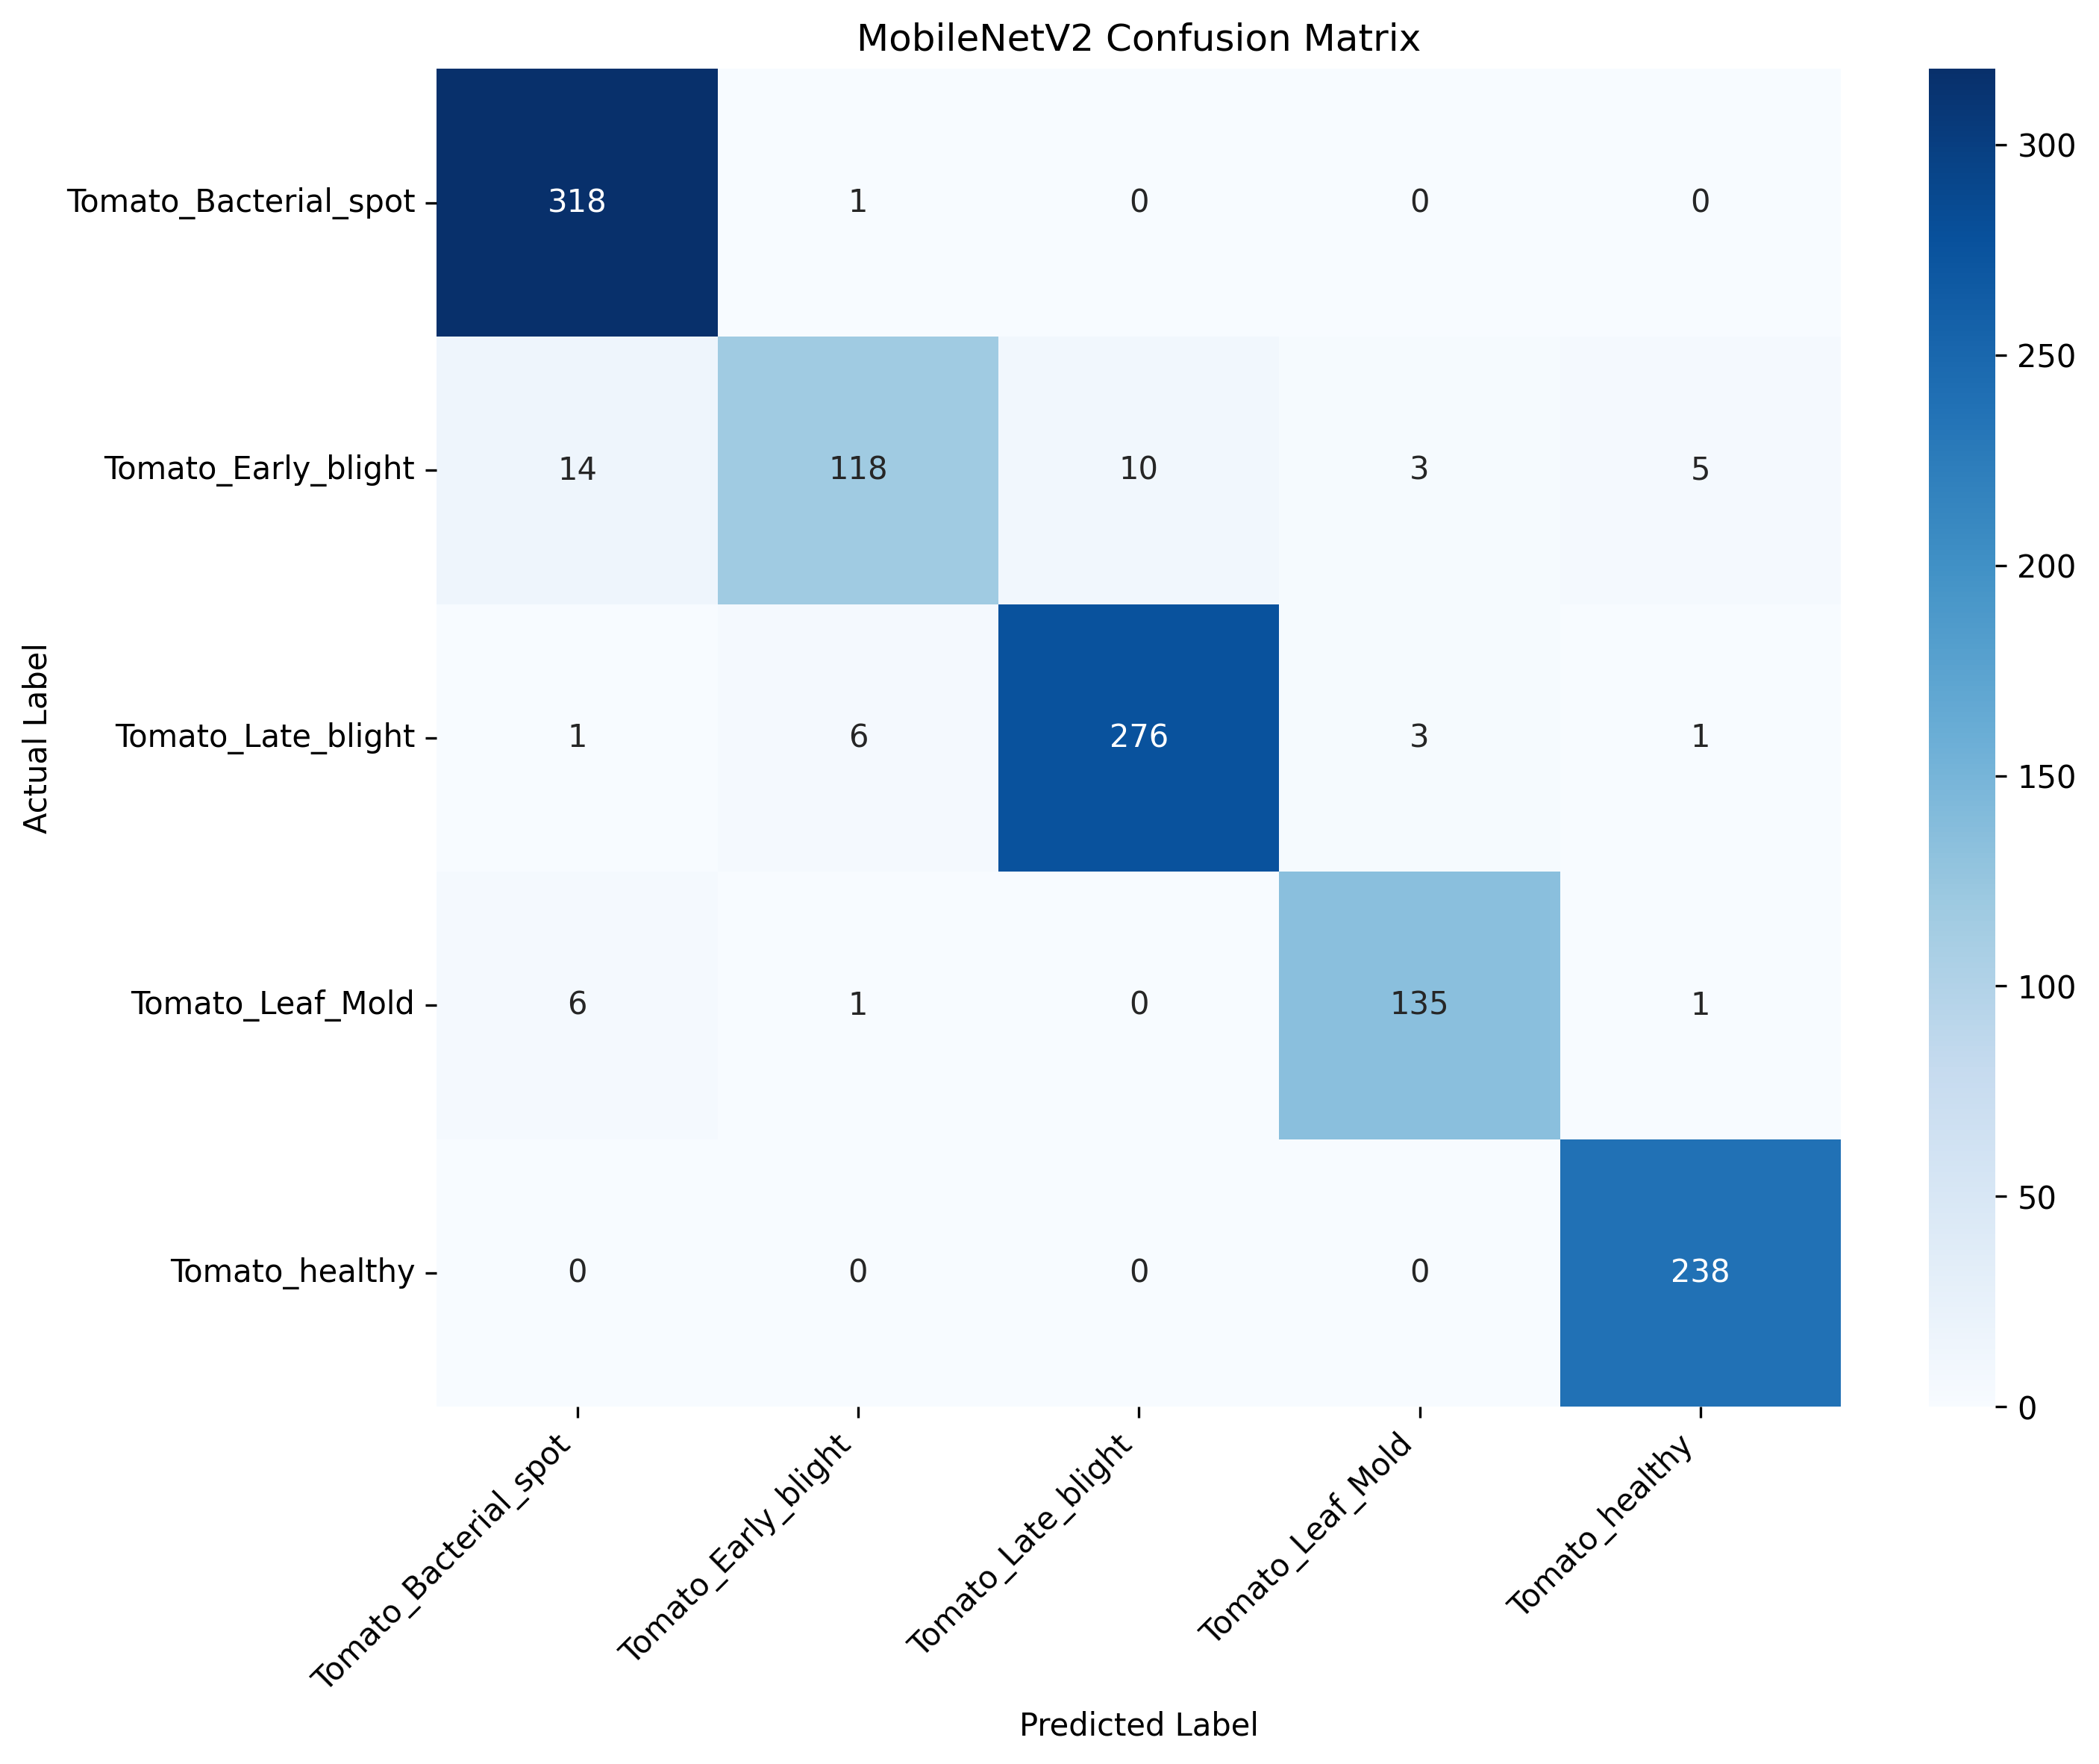 MobileNetV2 Confusion Matrix
Actual Label
Tomato_Bacterial_spot 318 1 0 0 0
Tomato_Early_blight 14 118 10 3 5
Tomato_Late_blight 1 6 276 3 1
Tomato_Leaf_Mold 6 1 0 135 1
Tomato_healthy 0 0 0 0 238
Tomato_Bacterial_spot
Tomato_Early_blight
Tomato_Late_blight
Tomato_Leaf_Mold
Tomato_healthy
Predicted Label
300
250
200
150
100
50
0